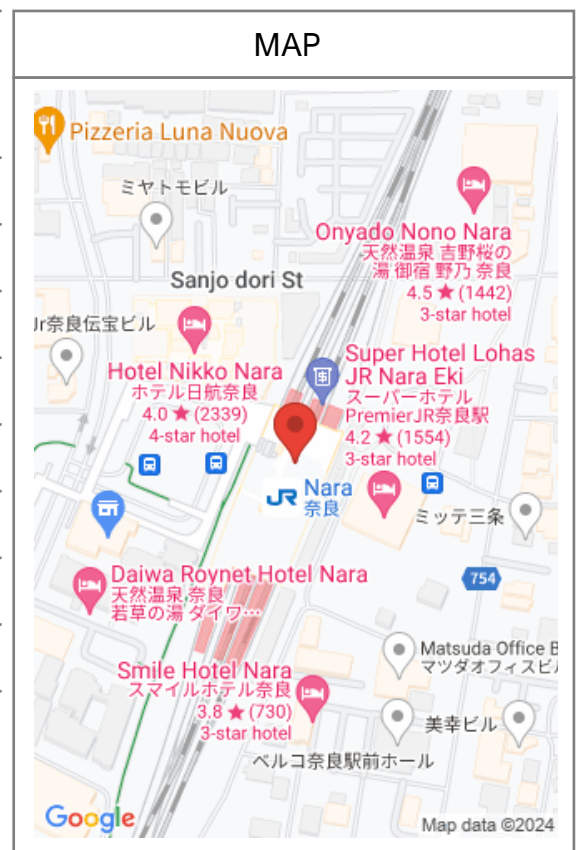 MAP
Pizzeria Luna Nuova
ミヤトモビル
Onyado Nono Nara
天然温泉 吉野桜の
湯 御宿 野乃 奈良
4.5 ★ (1442)
3-star hotel
Sanjo dori St
Jr奈良伝宝ビル
Hotel Nikko Nara
ホテル日航奈良
4.0 ★ (2339)
4-star hotel
Super Hotel Lohas
JR Nara Eki
スーパーホテル
PremierJR奈良駅
4.2 ★ (1554)
3-star hotel
JR Nara
奈良
ミッテ三条
754
Daiwa Roynet Hotel Nara
天然温泉 奈良
若草の湯 ダイワ…
Matsuda Office B
マツダオフィスビ
Smile Hotel Nara
スマイルホテル奈良
3.8 ★ (730)
3-star hotel
美幸ビル
ベルコ奈良駅前ホール
Google
Map data ©2024